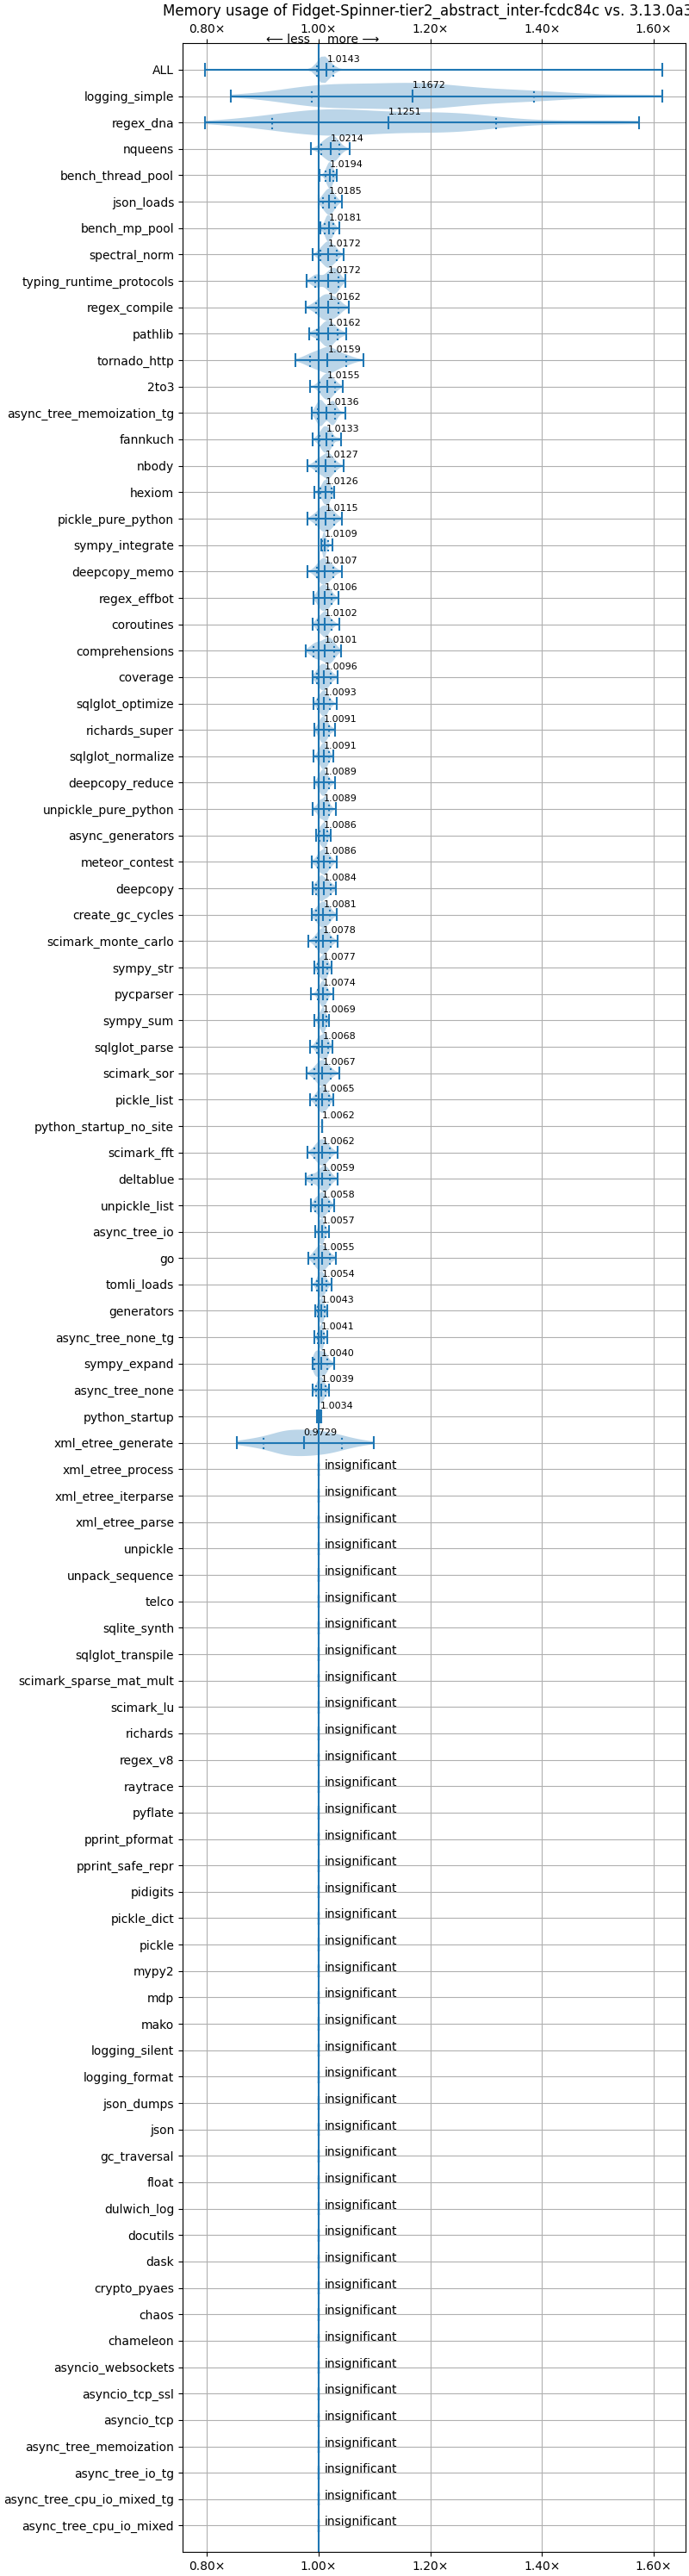 Memory usage of Fidget-Spinner-tier2_abstract_inter-fcdc84c vs. 3.13.0a3
0.80× 1.00× 1.20× 1.40× 1.60×
⟵ less more ⟶
ALL 1.0143
logging_simple 1.1672
regex_dna 1.1251
nqueens 1.0214
bench_thread_pool 1.0194
json_loads 1.0185
bench_mp_pool 1.0181
spectral_norm 1.0172
typing_runtime_protocols 1.0172
regex_compile 1.0162
pathlib 1.0162
tornado_http 1.0159
2to3 1.0155
async_tree_memoization_tg 1.0136
fannkuch 1.0133
nbody 1.0127
hexiom 1.0126
pickle_pure_python 1.0115
sympy_integrate 1.0109
deepcopy_memo 1.0107
regex_effbot 1.0106
coroutines 1.0102
comprehensions 1.0101
coverage 1.0096
sqlglot_optimize 1.0093
richards_super 1.0091
sqlglot_normalize 1.0091
deepcopy_reduce 1.0089
unpickle_pure_python 1.0089
async_generators 1.0086
meteor_contest 1.0086
deepcopy 1.0084
create_gc_cycles 1.0081
scimark_monte_carlo 1.0078
sympy_str 1.0077
pycparser 1.0074
sympy_sum 1.0069
sqlglot_parse 1.0068
scimark_sor 1.0067
pickle_list 1.0065
python_startup_no_site 1.0062
scimark_fft 1.0062
deltablue 1.0059
unpickle_list 1.0058
async_tree_io 1.0057
go 1.0055
tomli_loads 1.0054
generators 1.0043
async_tree_none_tg 1.0041
sympy_expand 1.0040
async_tree_none 1.0039
python_startup 1.0034
xml_etree_generate 0.9729
xml_etree_process insignificant
xml_etree_iterparse insignificant
xml_etree_parse insignificant
unpickle insignificant
unpack_sequence insignificant
telco insignificant
sqlite_synth insignificant
sqlglot_transpile insignificant
scimark_sparse_mat_mult insignificant
scimark_lu insignificant
richards insignificant
regex_v8 insignificant
raytrace insignificant
pyflate insignificant
pprint_pformat insignificant
pprint_safe_repr insignificant
pidigits insignificant
pickle_dict insignificant
pickle insignificant
mypy2 insignificant
mdp insignificant
mako insignificant
logging_silent insignificant
logging_format insignificant
json_dumps insignificant
json insignificant
gc_traversal insignificant
float insignificant
dulwich_log insignificant
docutils insignificant
dask insignificant
crypto_pyaes insignificant
chaos insignificant
chameleon insignificant
asyncio_websockets insignificant
asyncio_tcp_ssl insignificant
asyncio_tcp insignificant
async_tree_memoization insignificant
async_tree_io_tg insignificant
async_tree_cpu_io_mixed_tg insignificant
async_tree_cpu_io_mixed insignificant
0.80× 1.00× 1.20× 1.40× 1.60×